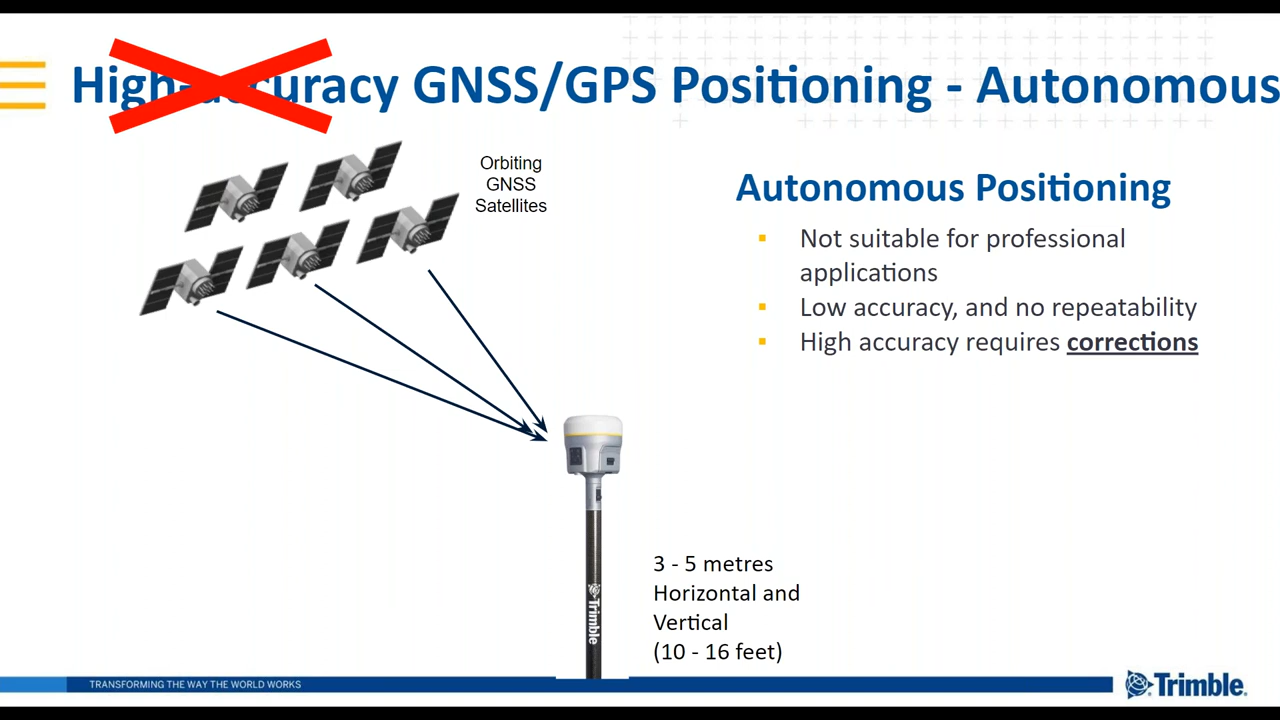 High-accuracy GNSS/GPS Positioning - Autonomous
Orbiting
GNSS
Satellites
Autonomous Positioning
Not suitable for professional
applications
Low accuracy, and no repeatability
High accuracy requires corrections
Trimble
3 - 5 metres
Horizontal and
Vertical
(10 - 16 feet)
TRANSFORMING THE WAY THE WORLD WORKS
Trimble.